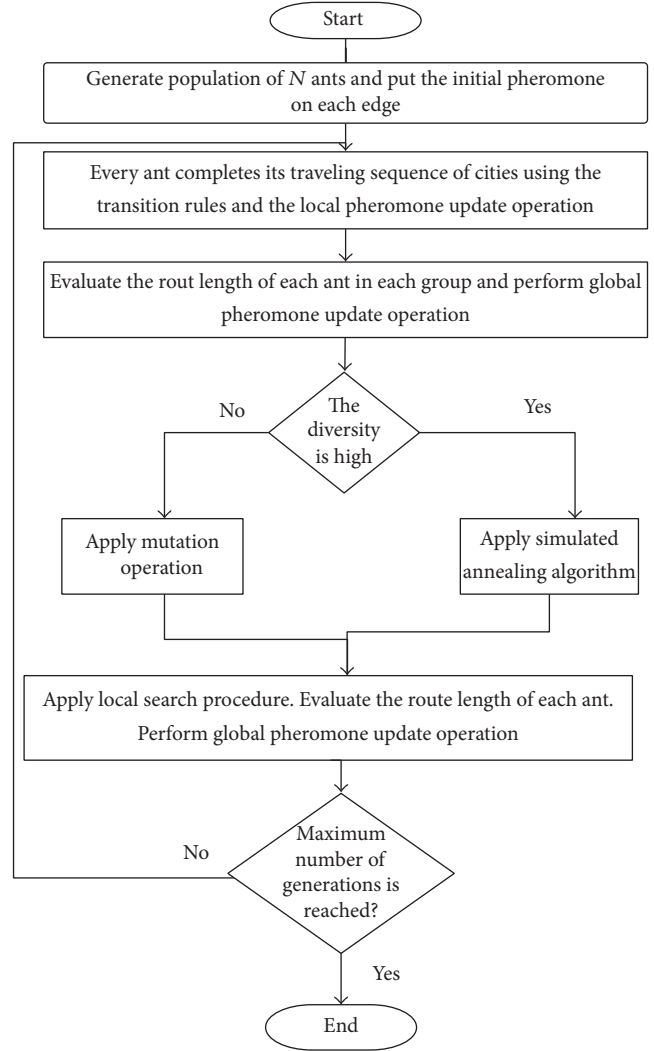 Start
Generate population of N ants and put the initial pheromone
on each edge
Every ant completes its traveling sequence of cities using the
transition rules and the local pheromone update operation
Evaluate the rout length of each ant in each group and perform global
pheromone update operation
No
The
diversity
is high
Yes
Apply mutation
operation
Apply simulated
annealing algorithm
Apply local search procedure. Evaluate the route length of each ant.
Perform global pheromone update operation
No
Maximum
number of
generations is
reached?
Yes
End